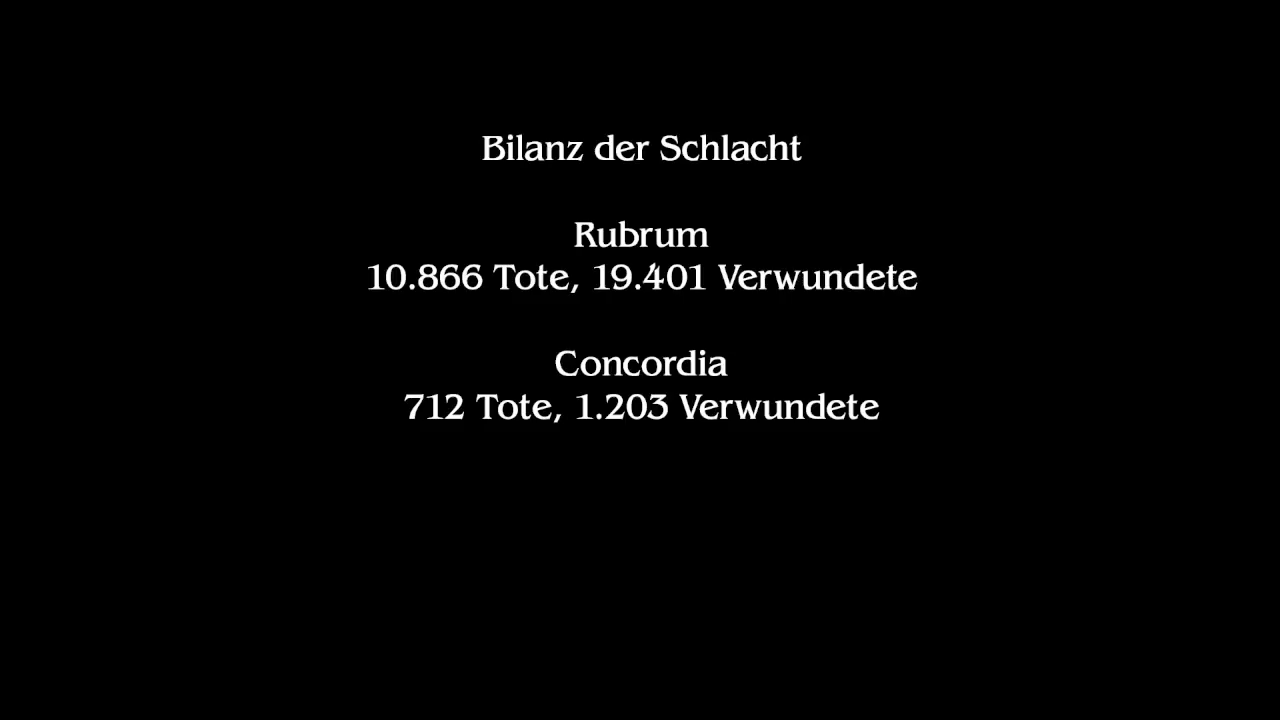 Bilanz der Schlacht
Rubrum
10.866 Tote, 19.401 Verwundete
Concordia
712 Tote, 1.203 Verwundete